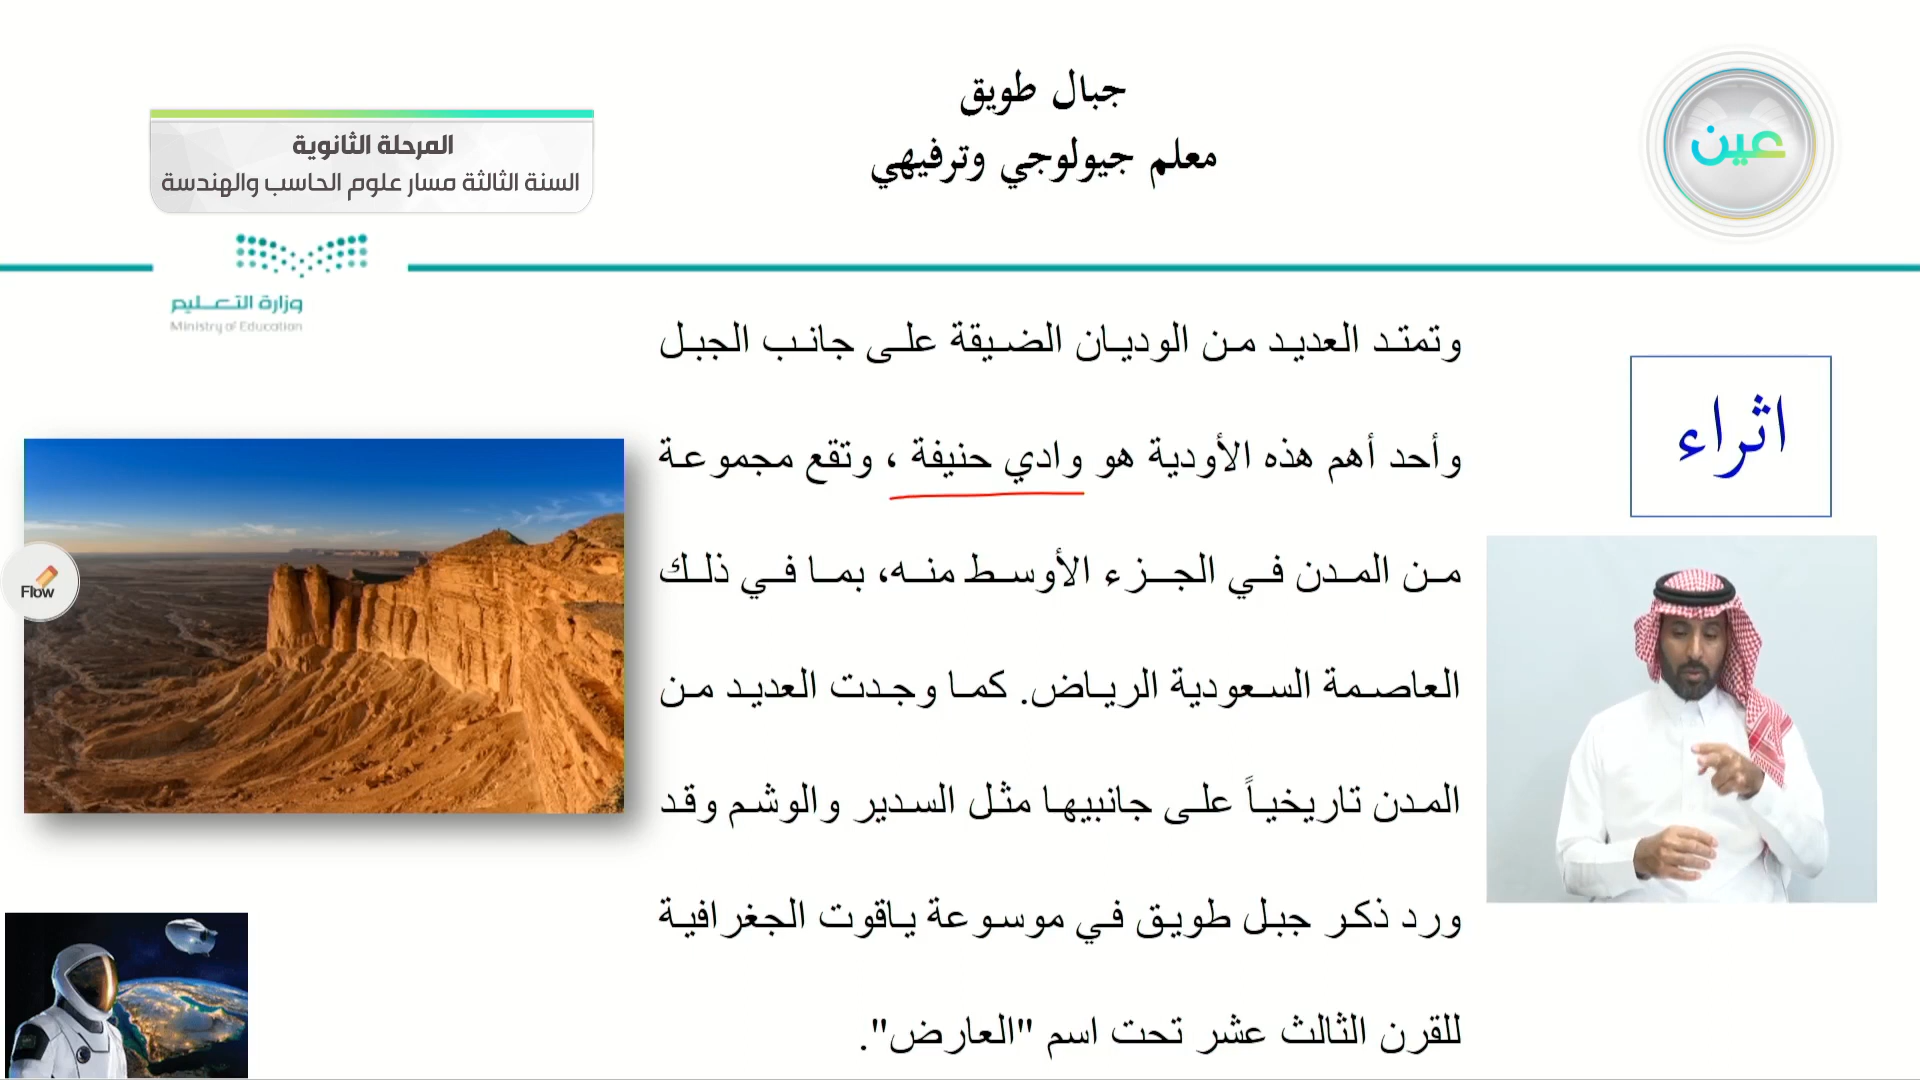 جبال طويق
معلم جيولوجي وترفيهي
عين
المرحلة الثانوية
السنة الثالثة مسار علوم الحاسب والهندسة
وزارة التعليم
Ministry of Education
اثراء
وتمتد العديد من الوديان الضيقة على جانب الجبل
وأحد أهم هذه الأودية هو وادي حنيفة ، وتقع مجموعة
من المدن في الجزء الأوسط منه، بما في ذلك
العاصمة السعودية الرياض. كما وجدت العديد من
المدن تاريخياً على جانبيها مثل السدير والوشم وقد
ورد ذكر جبل طويق في موسوعة ياقوت الجغرافية
للقرن الثالث عشر تحت اسم "العارض".
Flow